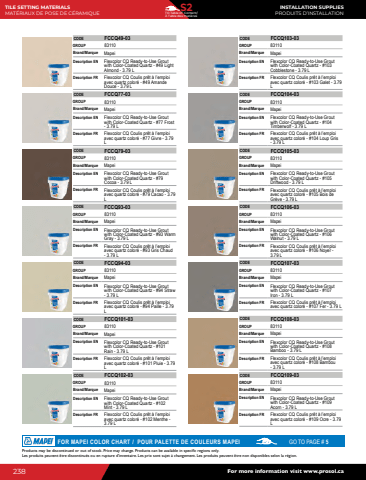 TILE SETTING MATERIALS
MATÉRIAUX DE POSE DE CÉRAMIQUE
S2
INSTALLATION SUPPLIES
PRODUITS D'INSTALLATION
CODE FCCQ49-03
GROUP 83110
Brand/Marque Mapei
Description EN Flexcolor CQ Ready-to-Use Grout
with Color-Coated Quartz - #49 Light
Almond - 3.79 L
Description FR Flexcolor CQ Coulis prêt à l'emploi
avec quartz coloré - #49 Amande
Douce - 3.79 L
CODE FCCQ77-03
GROUP 83110
Brand/Marque Mapei
Description EN Flexcolor CQ Ready-to-Use Grout
with Color-Coated Quartz - #77 Frost
- 3.79 L
Description FR Flexcolor CQ Coulis prêt à l'emploi
avec quartz coloré - #77 Givre - 3.79
L
CODE FCCQ79-03
GROUP 83110
Brand/Marque Mapei
Description EN Flexcolor CQ Ready-to-Use Grout
with Color-Coated Quartz - #79
Cocoa - 3.79 L
Description FR Flexcolor CQ Coulis prêt à l'emploi
avec quartz coloré - #79 Cacao - 3.79
L
CODE FCCQ93-03
GROUP 83110
Brand/Marque Mapei
Description EN Flexcolor CQ Ready-to-Use Grout
with Color-Coated Quartz - #93 Warm
Gray - 3.79 L
Description FR Flexcolor CQ Coulis prêt à l'emploi
avec quartz coloré - #93 Gris Chaud
- 3.79 L
CODE FCCQ94-03
GROUP 83110
Brand/Marque Mapei
Description EN Flexcolor CQ Ready-to-Use Grout
with Color-Coated Quartz - #94 Straw
- 3.79 L
Description FR Flexcolor CQ Coulis prêt à l'emploi
avec quartz coloré - #94 Paille - 3.79
L
CODE FCCQ101-03
GROUP 83110
Brand/Marque Mapei
Description EN Flexcolor CQ Ready-to-Use Grout
with Color-Coated Quartz - #101
Rain - 3.79 L
Description FR Flexcolor CQ Coulis prêt à l'emploi
avec quartz coloré - #101 Pluie - 3.79
L
CODE FCCQ102-03
GROUP 83110
Brand/Marque Mapei
Description EN Flexcolor CQ Ready-to-Use Grout
with Color-Coated Quartz - #102
Mint - 3.79 L
Description FR Flexcolor CQ Coulis prêt à l'emploi
avec quartz coloré - #102 Menthe -
3.79 L
CODE FCCQ103-03
GROUP 83110
Brand/Marque Mapei
Description EN Flexcolor CQ Ready-to-Use Grout
with Color-Coated Quartz - #103
Cobblestone - 3.79 L
Description FR Flexcolor CQ Coulis prêt à l'emploi
avec quartz coloré - #103 Galet - 3.79
L
CODE FCCQ104-03
GROUP 83110
Brand/Marque Mapei
Description EN Flexcolor CQ Ready-to-Use Grout
with Color-Coated Quartz - #104
Timberwolf - 3.79 L
Description FR Flexcolor CQ Coulis prêt à l'emploi
avec quartz coloré - #104 Loup Gris
- 3.79 L
CODE FCCQ105-03
GROUP 83110
Brand/Marque Mapei
Description EN Flexcolor CQ Ready-to-Use Grout
with Color-Coated Quartz - #105
Driftwood - 3.79 L
Description FR Flexcolor CQ Coulis prêt à l'emploi
avec quartz coloré - #105 Bois de
Grève - 3.79 L
CODE FCCQ106-03
GROUP 83110
Brand/Marque Mapei
Description EN Flexcolor CQ Ready-to-Use Grout
with Color-Coated Quartz - #106
Walnut - 3.79 L
Description FR Flexcolor CQ Coulis prêt à l'emploi
avec quartz coloré - #106 Noyer -
3.79 L
CODE FCCQ107-03
GROUP 83110
Brand/Marque Mapei
Description EN Flexcolor CQ Ready-to-Use Grout
with Color-Coated Quartz - #107
Iron - 3.79 L
Description FR Flexcolor CQ Coulis prêt à l'emploi
avec quartz coloré - #107 Fer - 3.79 L
CODE FCCQ108-03
GROUP 83110
Brand/Marque Mapei
Description EN Flexcolor CQ Ready-to-Use Grout
with Color-Coated Quartz - #108
Bamboo - 3.79 L
Description FR Flexcolor CQ Coulis prêt à l'emploi
avec quartz coloré - #108 Bambou
- 3.79 L
CODE FCCQ109-03
GROUP 83110
Brand/Marque Mapei
Description EN Flexcolor CQ Ready-to-Use Grout
with Color-Coated Quartz - #109
Acorn - 3.79 L
Description FR Flexcolor CQ Coulis prêt à l'emploi
avec quartz coloré - #109 Ocre - 3.79
L
MAPEI FOR MAPEI COLOR CHART / POUR PALETTE DE COULEURS MAPEI GO TO PAGE # 5
Products may be discontinued or out of stock. Price may change. Products can be available in specific regions only.
Les produits peuvent être discontinués ou en rupture d'inventaire. Les prix sont sujet à changement. Les produits peuvent être non disponibles selon la région.
238
For more information visit www.prosol.ca